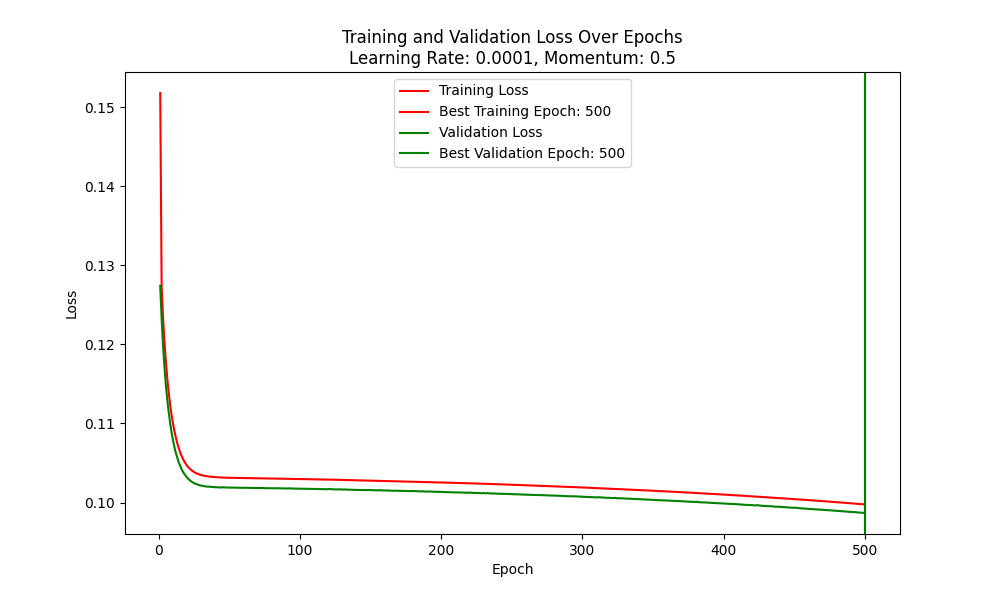 Training and Validation Loss Over Epochs
Learning Rate: 0.0001, Momentum: 0.5
Training Loss
Best Training Epoch: 500
Validation Loss
Best Validation Epoch: 500
0.15
0.14
0.13
0.12
0.11
0.10
Loss
0
100
200
300
400
500
Epoch